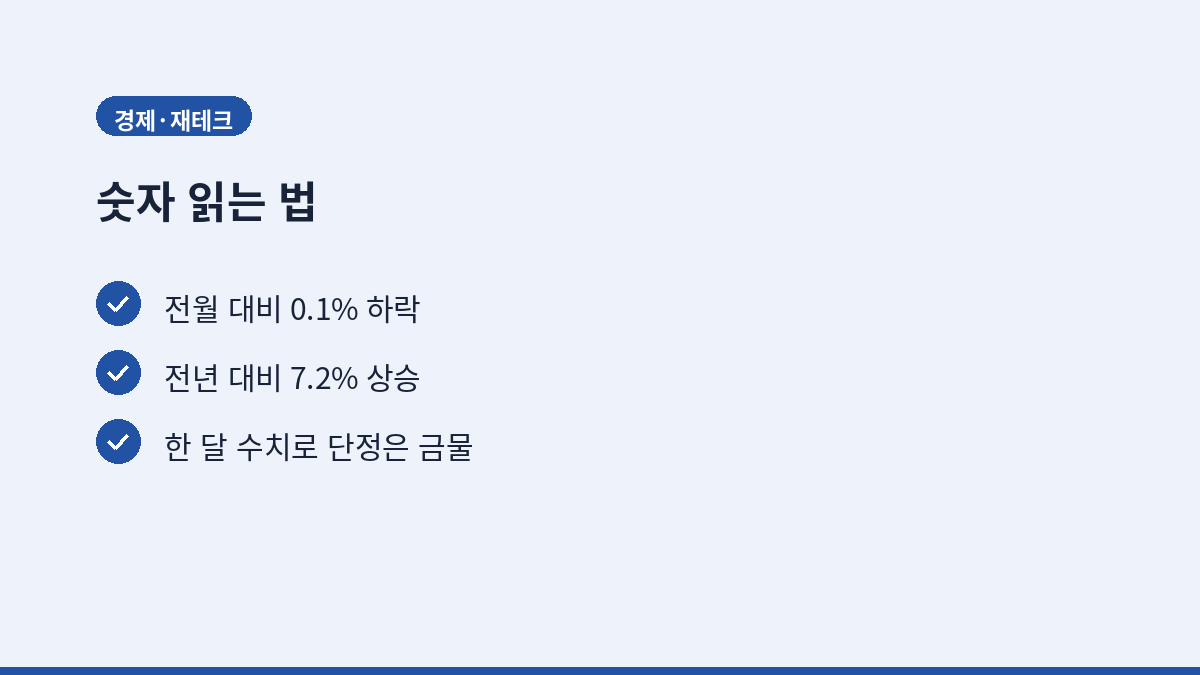 경제·재테크
숫자 읽는 법
전월 대비 0.1% 하락
전년 대비 7.2% 상승
한 달 수치로 단정은 금물